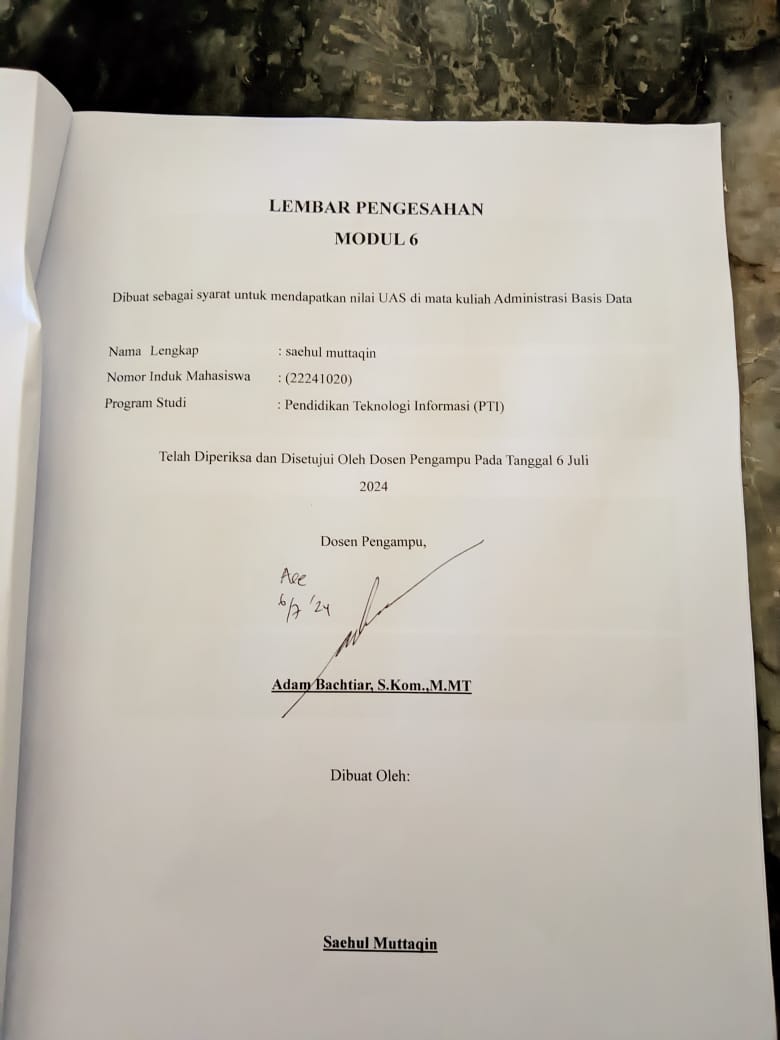 LEMBAR PENGESAHAN
MODUL 6
Dibuat sebagai syarat untuk mendapatkan nilai UAS di mata kuliah Administrasi Basis Data
Nama Lengkap : saehul muttaqin
Nomor Induk Mahasiswa : (22241020)
Program Studi : Pendidikan Teknologi Informasi (PTI)
Telah Diperiksa dan Disetujui Oleh Dosen Pengampu Pada Tanggal 6 Juli
2024
Dosen Pengampu,
Acc
6/7 '24
Adam Bachtiar, S.Kom.,M.MT
Dibuat Oleh:
Saehul Muttaqin